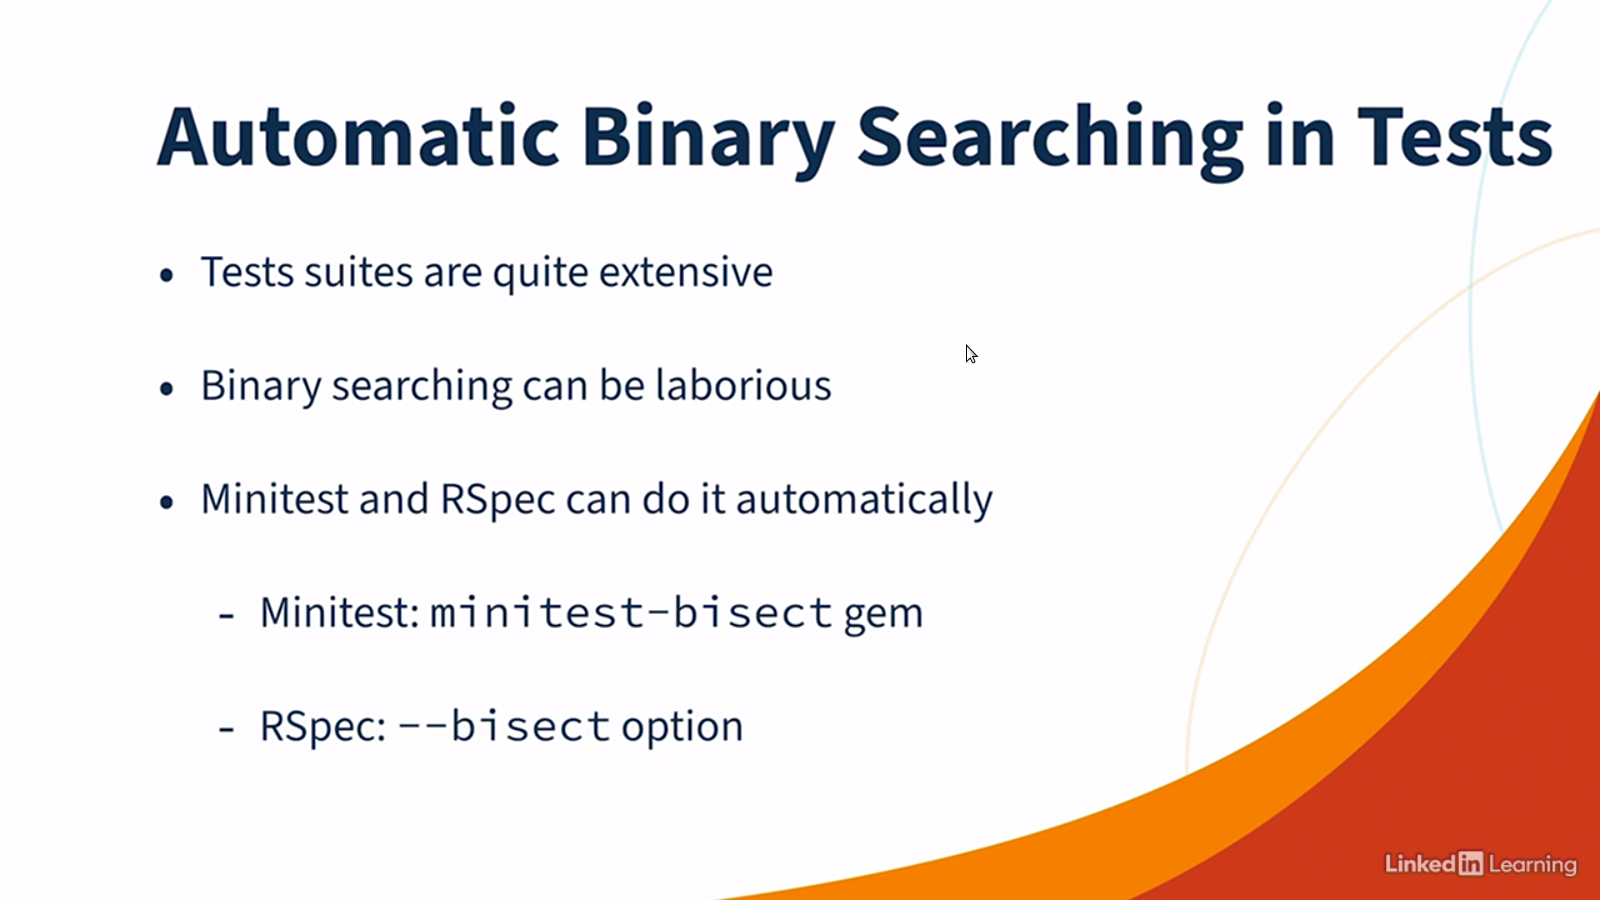 Automatic Binary Searching in Tests
• Tests suites are quite extensive
• Binary searching can be laborious
• Minitest and RSpec can do it automatically
- Minitest: minitest-bisect gem
- RSpec: --bisect option
Linked in Learning